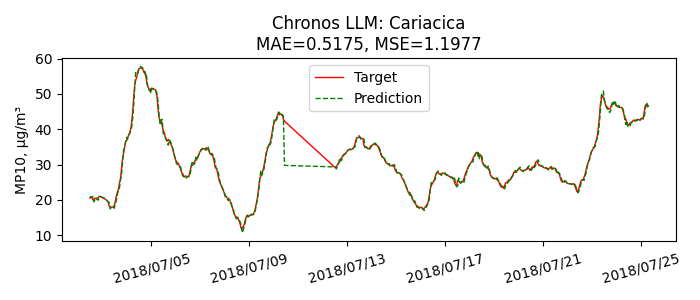 Chronos LLM: Cariacica
MAE=0.5175, MSE=1.1977
Target
Prediction
MP10, µg/m³
60
50
40
30
20
10
2018/07/05
2018/07/09
2018/07/13
2018/07/17
2018/07/21
2018/07/25